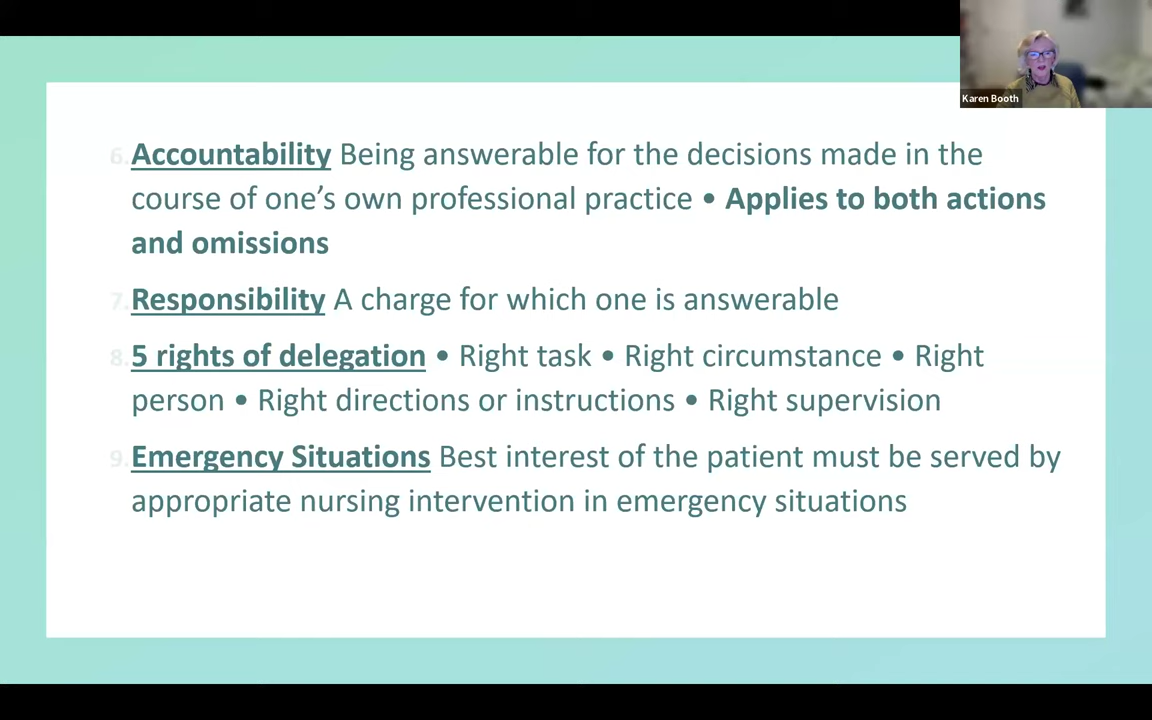 Karen Booth
6. Accountability Being answerable for the decisions made in the
course of one’s own professional practice • Applies to both actions
and omissions
7. Responsibility A charge for which one is answerable
8. 5 rights of delegation • Right task • Right circumstance • Right
person • Right directions or instructions • Right supervision
9. Emergency Situations Best interest of the patient must be served by
appropriate nursing intervention in emergency situations